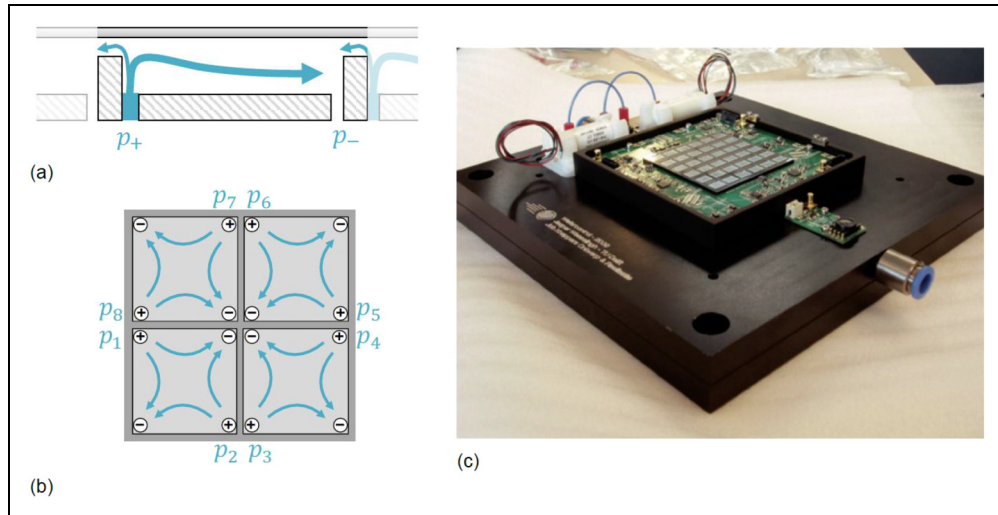 p+
p−
(a)
p7 p6
− + + −
p8 + − − + p5
p1 + − − + p4
− + + −
p2 p3
(b)
(c)